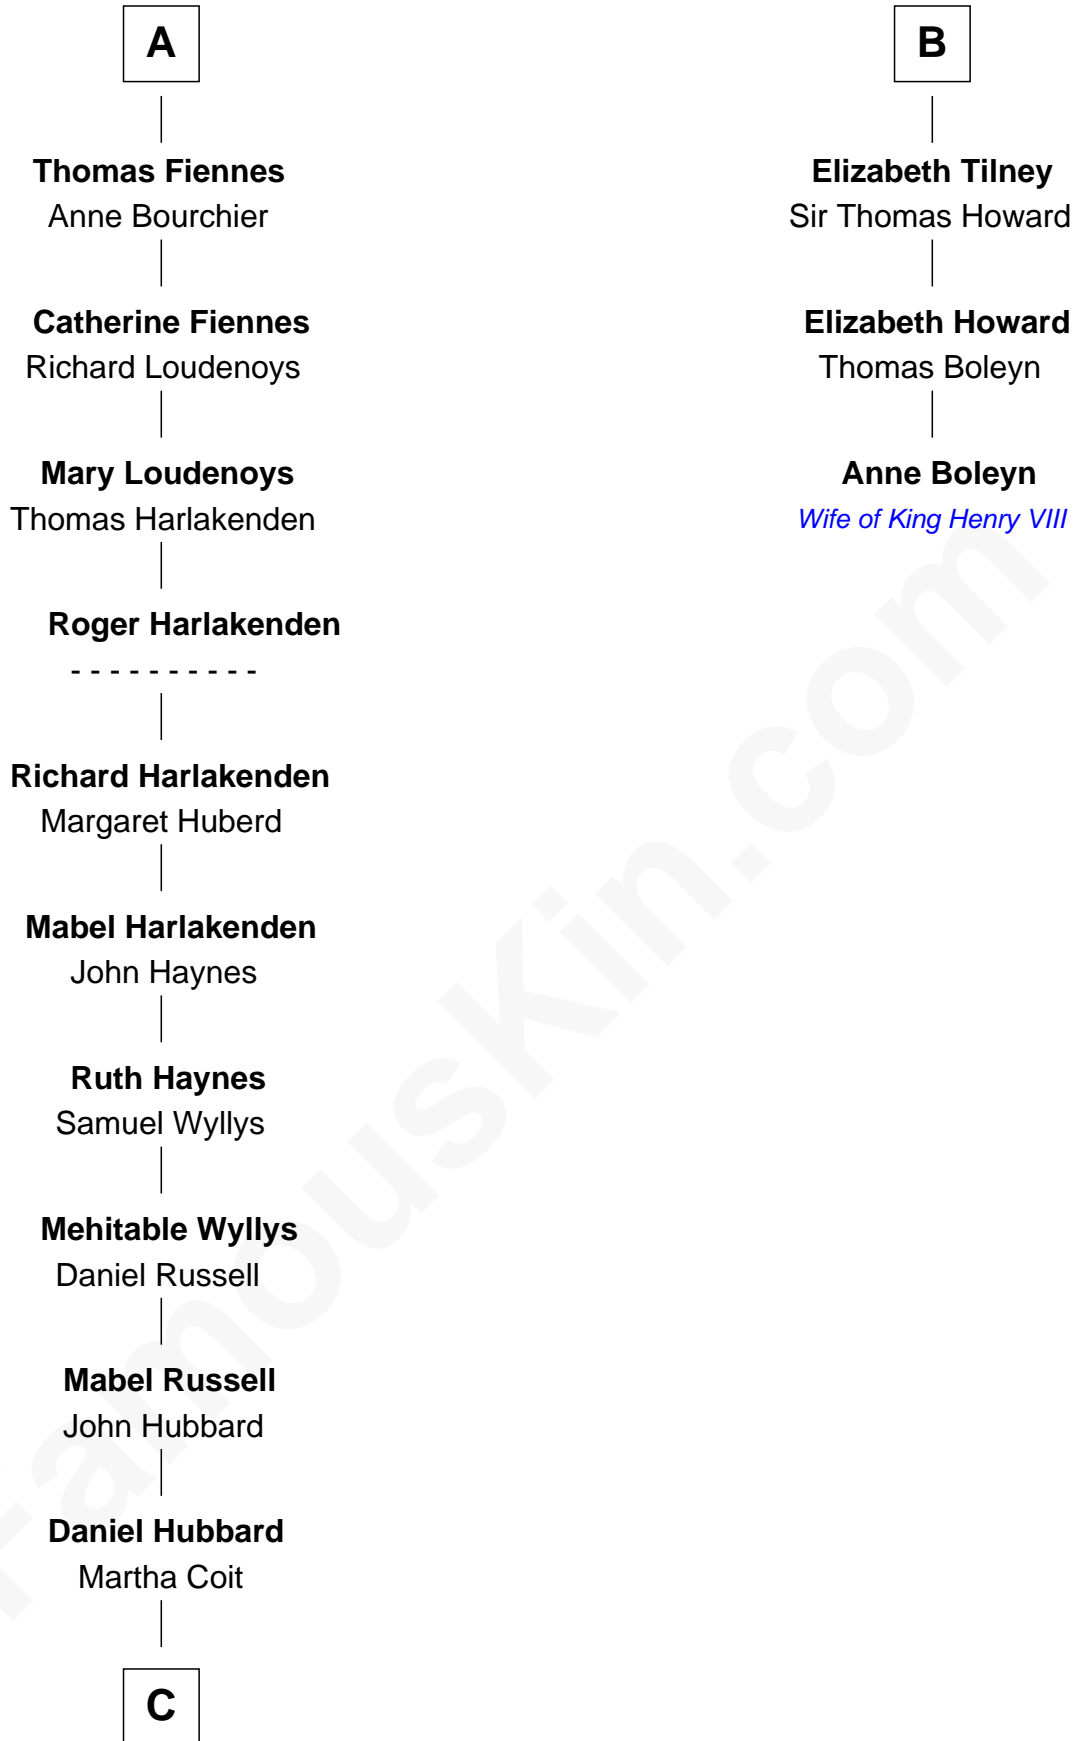 A
Thomas Fiennes
Anne Bourchier
Catherine Fiennes
Richard Loudenoys
Mary Loudenoys
Thomas Harlakenden
Roger Harlakenden
- - - - - - - - - -
Richard Harlakenden
Margaret Huberd
Mabel Harlakenden
John Haynes
Ruth Haynes
Samuel Wyllys
Mehitable Wyllys
Daniel Russell
Mabel Russell
John Hubbard
Daniel Hubbard
Martha Coit
C
B
Elizabeth Tilney
Sir Thomas Howard
Elizabeth Howard
Thomas Boleyn
Anne Boleyn
Wife of King Henry VIII
FamousKin.com